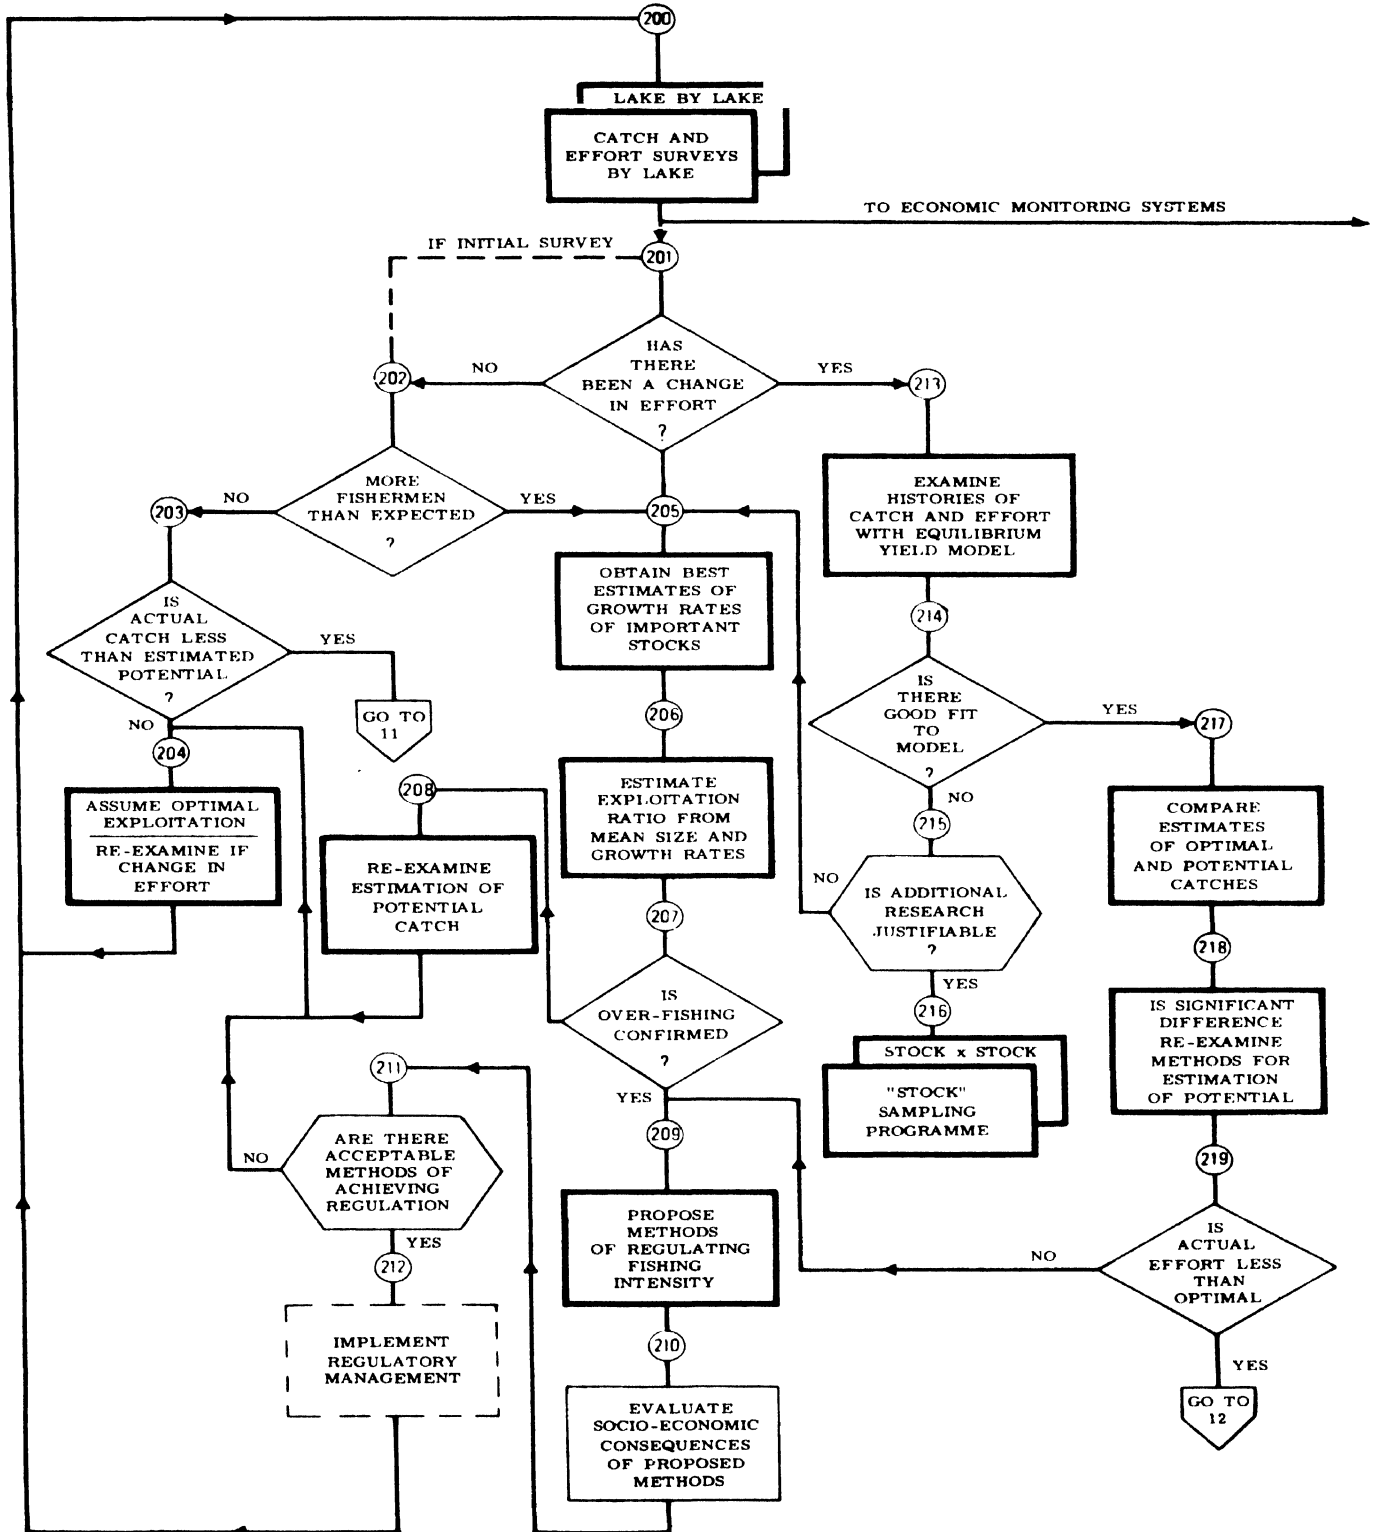 200
LAKE BY LAKE
CATCH AND
EFFORT SURVEYS
BY LAKE
TO ECONOMIC MONITORING SYSTEMS
IF INITIAL SURVEY
201
HAS
THERE
BEEN A CHANGE
IN EFFORT
?
NO
YES
202
213
MORE
FISHERMEN
THAN EXPECTED
?
NO
YES
203
205
EXAMINE
HISTORIES OF
CATCH AND EFFORT
WITH EQUILIBRIUM
YIELD MODEL
OBTAIN BEST
ESTIMATES OF
GROWTH RATES
OF IMPORTANT
STOCKS
IS
ACTUAL
CATCH LESS
THAN ESTIMATED
POTENTIAL
?
YES
NO
GO TO
11
204
ASSUME OPTIMAL
EXPLOITATION
RE-EXAMINE IF
CHANGE IN
EFFORT
206
ESTIMATE
EXPLOITATION
RATIO FROM
MEAN SIZE AND
GROWTH RATES
207
208
RE-EXAMINE
ESTIMATION OF
POTENTIAL
CATCH
214
IS
THERE
GOOD FIT
TO
MODEL
?
YES
NO
215
IS ADDITIONAL
RESEARCH
JUSTIFIABLE
?
NO
YES
216
STOCK x STOCK
"STOCK"
SAMPLING
PROGRAMME
217
COMPARE
ESTIMATES
OF OPTIMAL
AND POTENTIAL
CATCHES
218
IS SIGNIFICANT
DIFFERENCE
RE-EXAMINE
METHODS FOR
ESTIMATION
OF POTENTIAL
219
IS
ACTUAL
EFFORT LESS
THAN
OPTIMAL
NO
YES
GO TO
12
IS
OVER-FISHING
CONFIRMED
?
YES
209
PROPOSE
METHODS
OF REGULATING
FISHING
INTENSITY
210
EVALUATE
SOCIO-ECONOMIC
CONSEQUENCES
OF PROPOSED
METHODS
211
ARE THERE
ACCEPTABLE
METHODS OF
ACHIEVING
REGULATION
NO
YES
212
IMPLEMENT
REGULATORY
MANAGEMENT